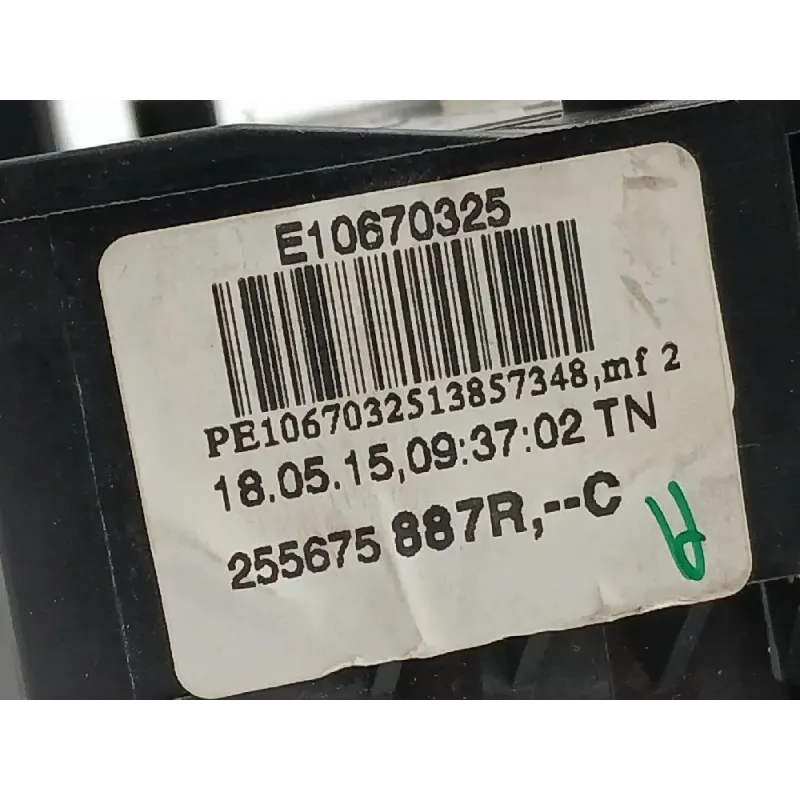 E10670325
PE1067032513857348,mf 2
18.05.15,09:37:02 TN
255675 887R,--C